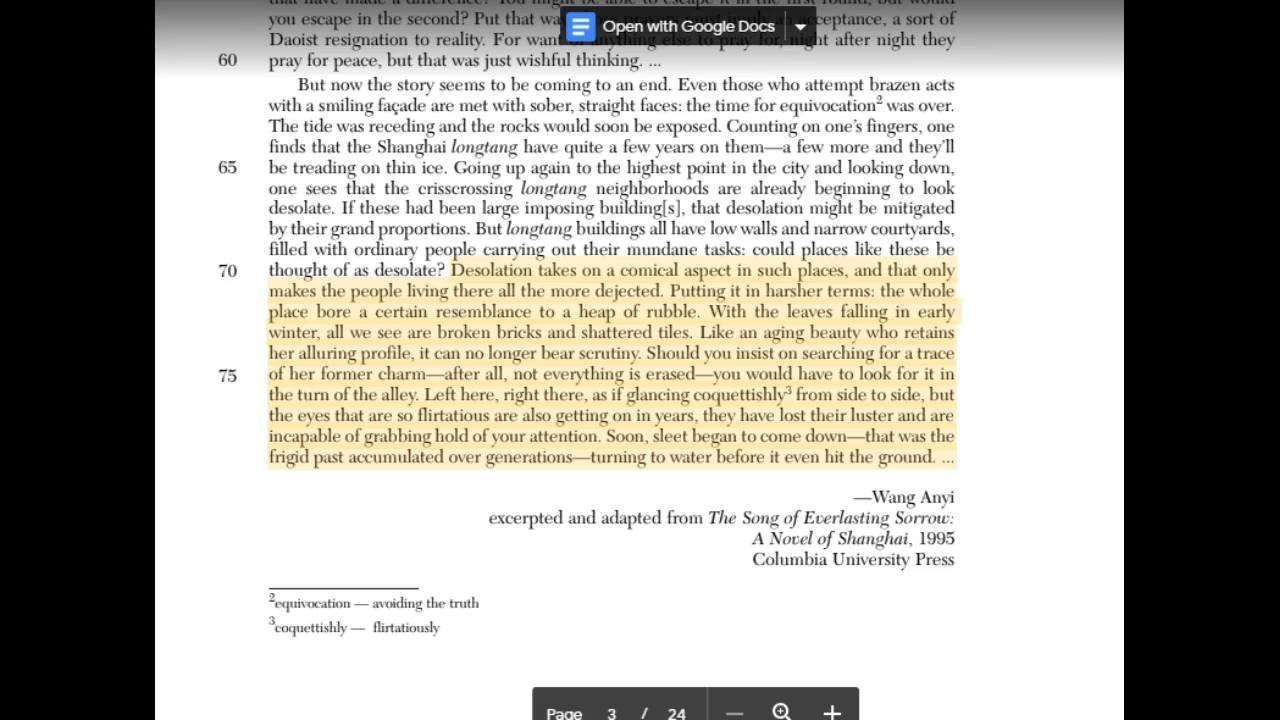 you escape in the second? Put that wa acceptance, a sort of
Open with Google Docs
Daoist resignation to reality. For want of anything else to pray for, night after night they
60 pray for peace, but that was just wishful thinking. ...
But now the story seems to be coming to an end. Even those who attempt brazen acts
with a smiling façade are met with sober, straight faces: the time for equivocation² was over.
The tide was receding and the rocks would soon be exposed. Counting on one’s fingers, one
finds that the Shanghai longtang have quite a few years on them—a few more and they’ll
65 be treading on thin ice. Going up again to the highest point in the city and looking down,
one sees that the crisscrossing longtang neighborhoods are already beginning to look
desolate. If these had been large imposing building[s], that desolation might be mitigated
by their grand proportions. But longtang buildings all have low walls and narrow courtyards,
filled with ordinary people carrying out their mundane tasks: could places like these be
70 thought of as desolate? Desolation takes on a comical aspect in such places, and that only
makes the people living there all the more dejected. Putting it in harsher terms: the whole
place bore a certain resemblance to a heap of rubble. With the leaves falling in early
winter, all we see are broken bricks and shattered tiles. Like an aging beauty who retains
her alluring profile, it can no longer bear scrutiny. Should you insist on searching for a trace
75 of her former charm—after all, not everything is erased—you would have to look for it in
the turn of the alley. Left here, right there, as if glancing coquettishly³ from side to side, but
the eyes that are so flirtatious are also getting on in years, they have lost their luster and are
incapable of grabbing hold of your attention. Soon, sleet began to come down—that was the
frigid past accumulated over generations—turning to water before it even hit the ground. ...
—Wang Anyi
excerpted and adapted from The Song of Everlasting Sorrow:
A Novel of Shanghai, 1995
Columbia University Press
²equivocation — avoiding the truth
³coquettishly — flirtatiously
Page 3 / 24